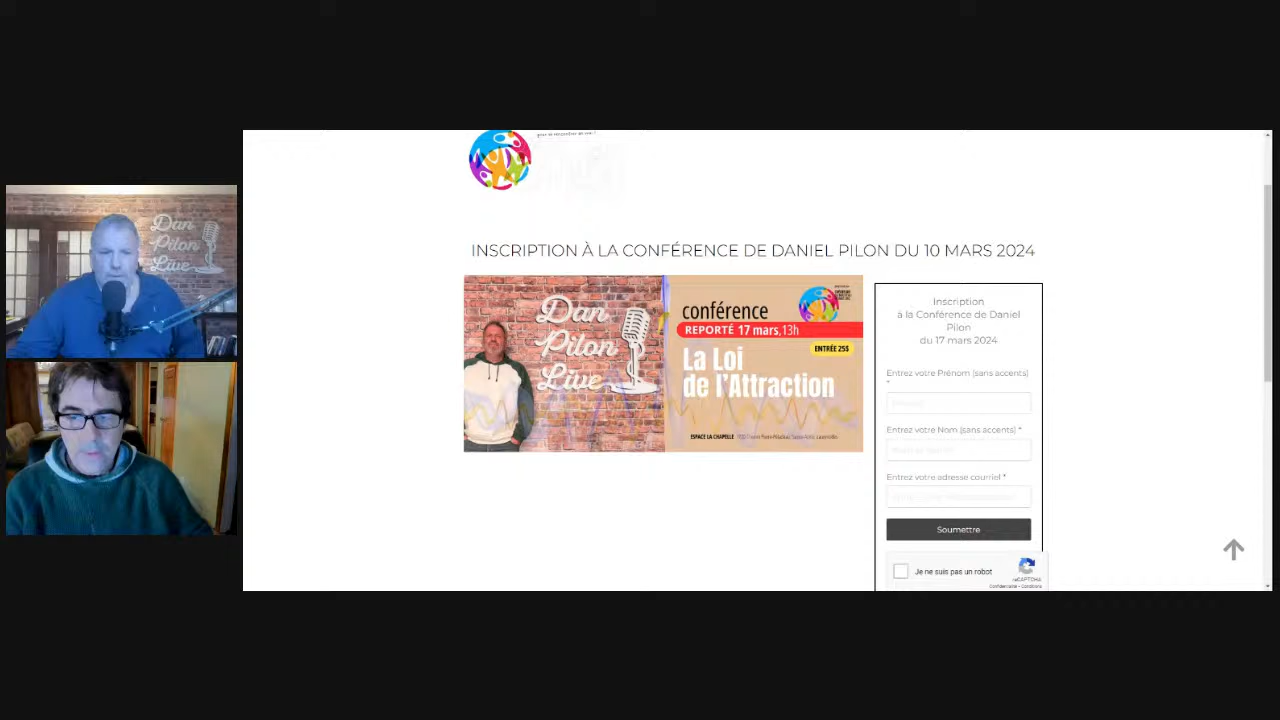 Dan
Pilon
Live
INSCRIPTION À LA CONFÉRENCE DE DANIEL PILON DU 10 MARS 2024
Dan
Pilon
Live
conférence
REPORTÉ 17 mars, 13h
ENTRÉE 25$
La Loi
de l'Attraction
ESPACE LA CHAPELLE
Inscription
à la Conférence de Daniel
Pilon
du 17 mars 2024
Entrez votre Prénom (sans accents)
*
Entrez votre Nom (sans accents) *
Entrez votre adresse courriel *
Soumettre
Je ne suis pas un robot
reCAPTCHA
Confidentialité - Conditions